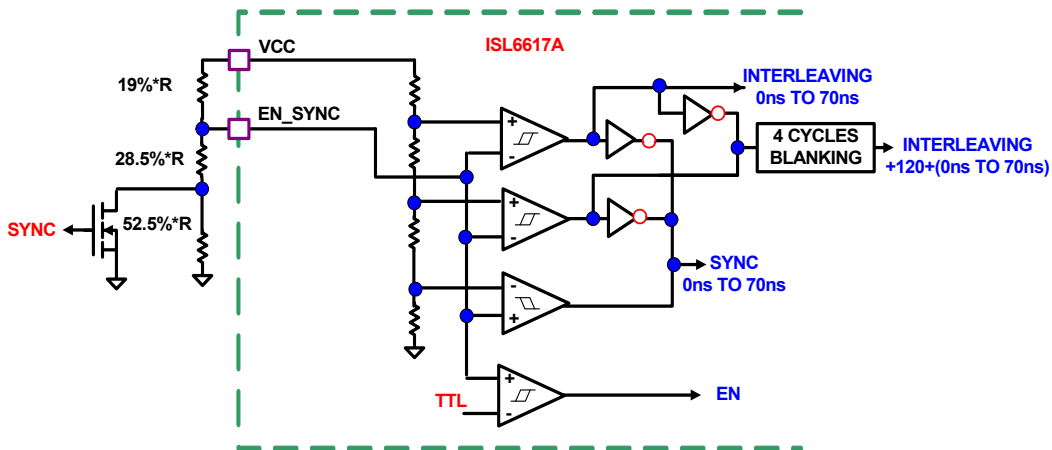 VCC
ISL6617A
19%*R
INTERLEAVING
0ns TO 70ns
EN_SYNC
+
-
4 CYCLES
BLANKING
INTERLEAVING
+120+(0ns TO 70ns)
28.5%*R
+
-
SYNC
52.5%*R
SYNC
0ns TO 70ns
-
+
+
-
TTL
EN